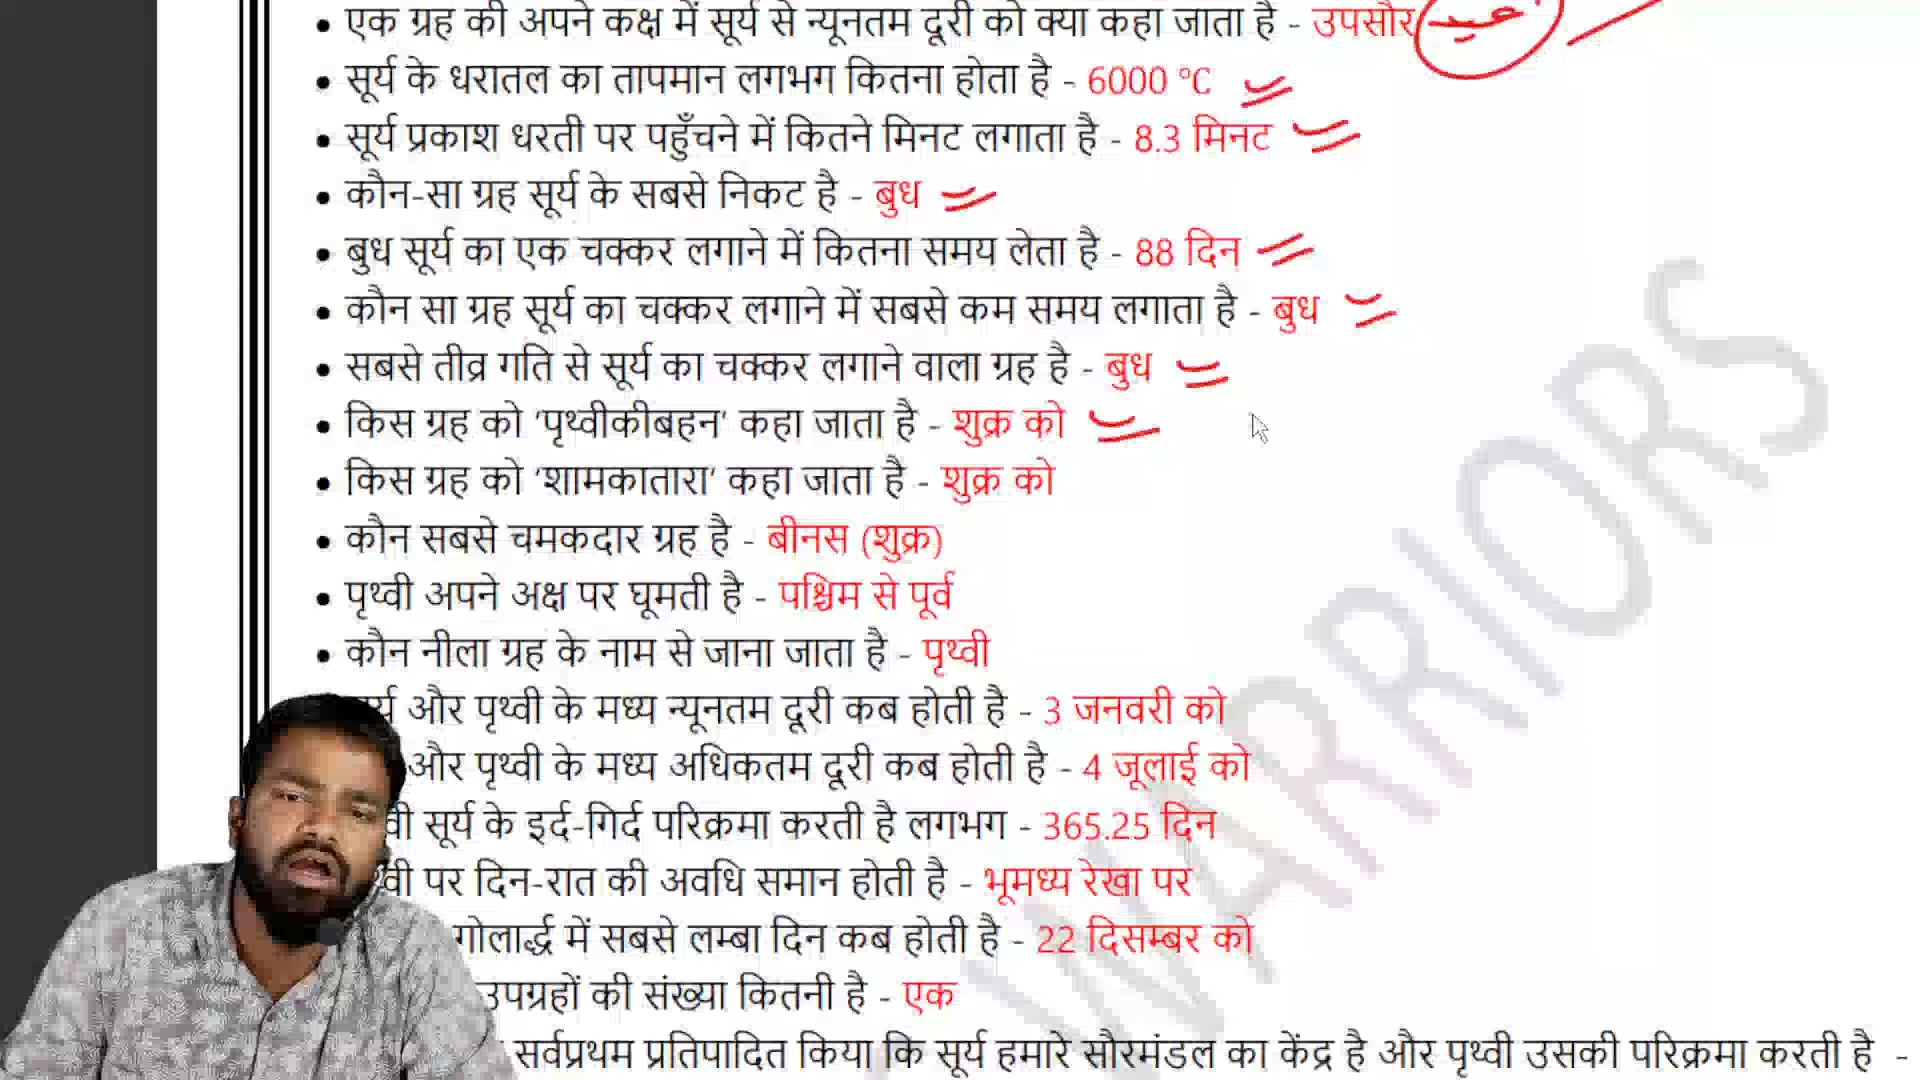 • एक ग्रह की अपने कक्ष में सूर्य से न्यूनतम दूरी को क्या कहा जाता है - उपसौर
• सूर्य के धरातल का तापमान लगभग कितना होता है - 6000 °C
• सूर्य प्रकाश धरती पर पहुँचने में कितने मिनट लगाता है - 8.3 मिनट
• कौन-सा ग्रह सूर्य के सबसे निकट है - बुध
• बुध सूर्य का एक चक्कर लगाने में कितना समय लेता है - 88 दिन
• कौन सा ग्रह सूर्य का चक्कर लगाने में सबसे कम समय लगाता है - बुध
• सबसे तीव्र गति से सूर्य का चक्कर लगाने वाला ग्रह है - बुध
• किस ग्रह को ‘पृथ्वीकीबहन’ कहा जाता है - शुक्र को
• किस ग्रह को ‘शामकातारा’ कहा जाता है - शुक्र को
• कौन सबसे चमकदार ग्रह है - बीनस (शुक्र)
• पृथ्वी अपने अक्ष पर घूमती है - पश्चिम से पूर्व
• कौन नीला ग्रह के नाम से जाना जाता है - पृथ्वी
और पृथ्वी के मध्य न्यूनतम दूरी कब होती है - 3 जनवरी को
और पृथ्वी के मध्य अधिकतम दूरी कब होती है - 4 जूलाई को
सूर्य के इर्द-गिर्द परिक्रमा करती है लगभग - 365.25 दिन
पर दिन-रात की अवधि समान होती है - भूमध्य रेखा पर
गोलार्द्ध में सबसे लम्बा दिन कब होती है - 22 दिसम्बर को
उपग्रहों की संख्या कितनी है - एक
सर्वप्रथम प्रतिपादित किया कि सूर्य हमारे सौरमंडल का केंद्र है और पृथ्वी उसकी परिक्रमा करती है -
WARRIORS